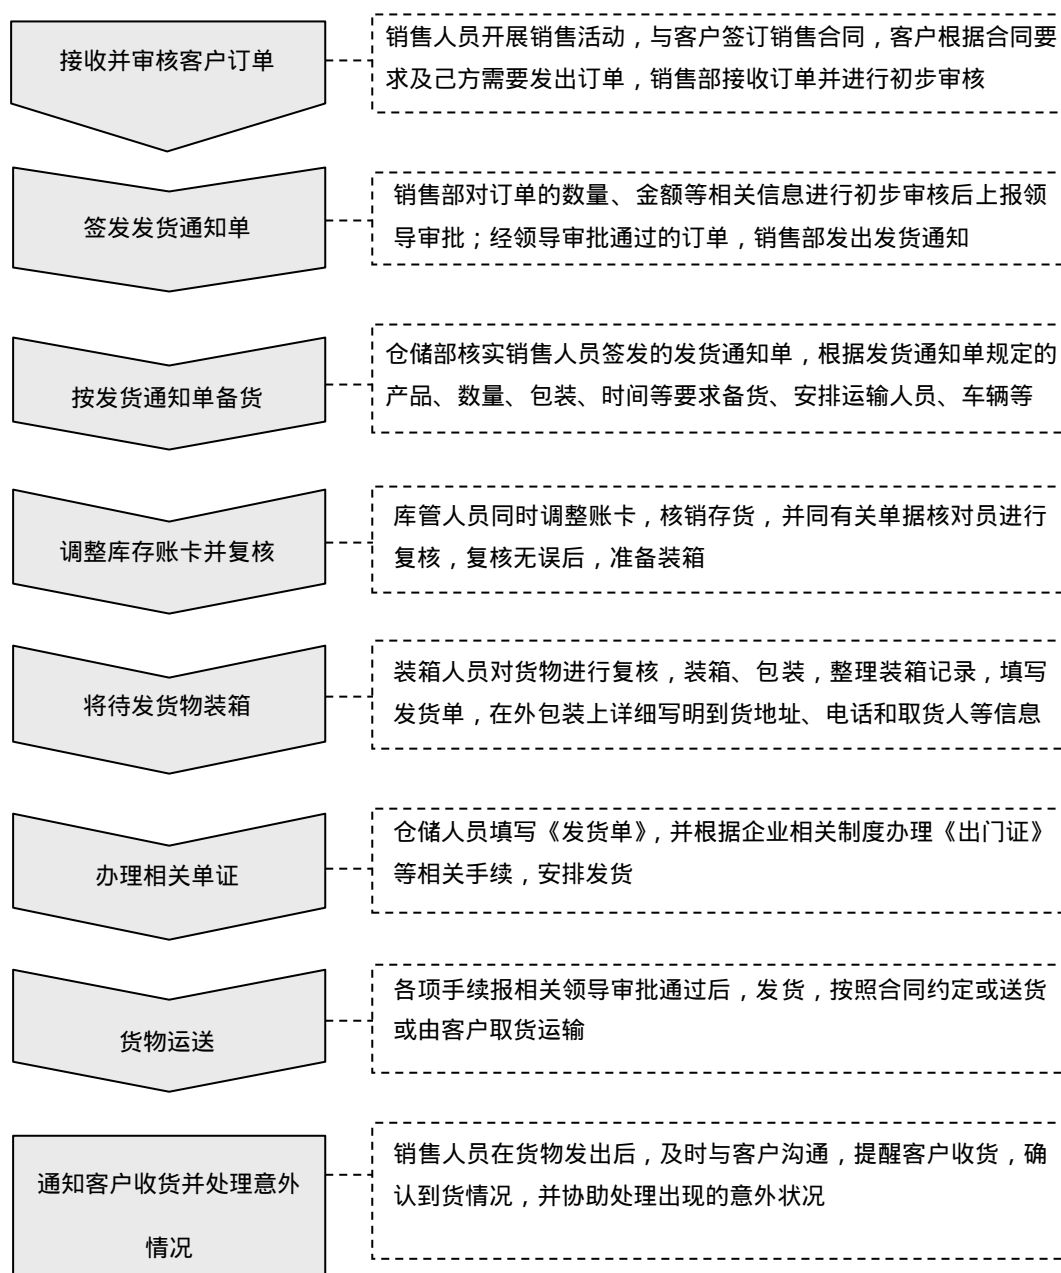 接收并审核客户订单
销售人员开展销售活动，与客户签订销售合同，客户根据合同要
求及己方需要发出订单，销售部接收订单并进行初步审核
签发发货通知单
销售部对订单的数量、金额等相关信息进行初步审核后上报领
导审批；经领导审批通过的订单，销售部发出发货通知
按发货通知单备货
仓储部核实销售人员签发的发货通知单，根据发货通知单规定的
产品、数量、包装、时间等要求备货、安排运输人员、车辆等
调整库存账卡并复核
库管人员同时调整账卡，核销存货，并同有关单据核对员进行
复核，复核无误后，准备装箱
将待发货物装箱
装箱人员对货物进行复核，装箱、包装，整理装箱记录，填写
发货单，在外包装上详细写明到货地址、电话和取货人等信息
办理相关单证
仓储人员填写《发货单》，并根据企业相关制度办理《出门证》
等相关手续，安排发货
货物运送
各项手续报相关领导审批通过后，发货，按照合同约定或送货
或由客户取货运输
通知客户收货并处理意外
情况
销售人员在货物发出后，及时与客户沟通，提醒客户收货，确
认到货情况，并协助处理出现的意外状况